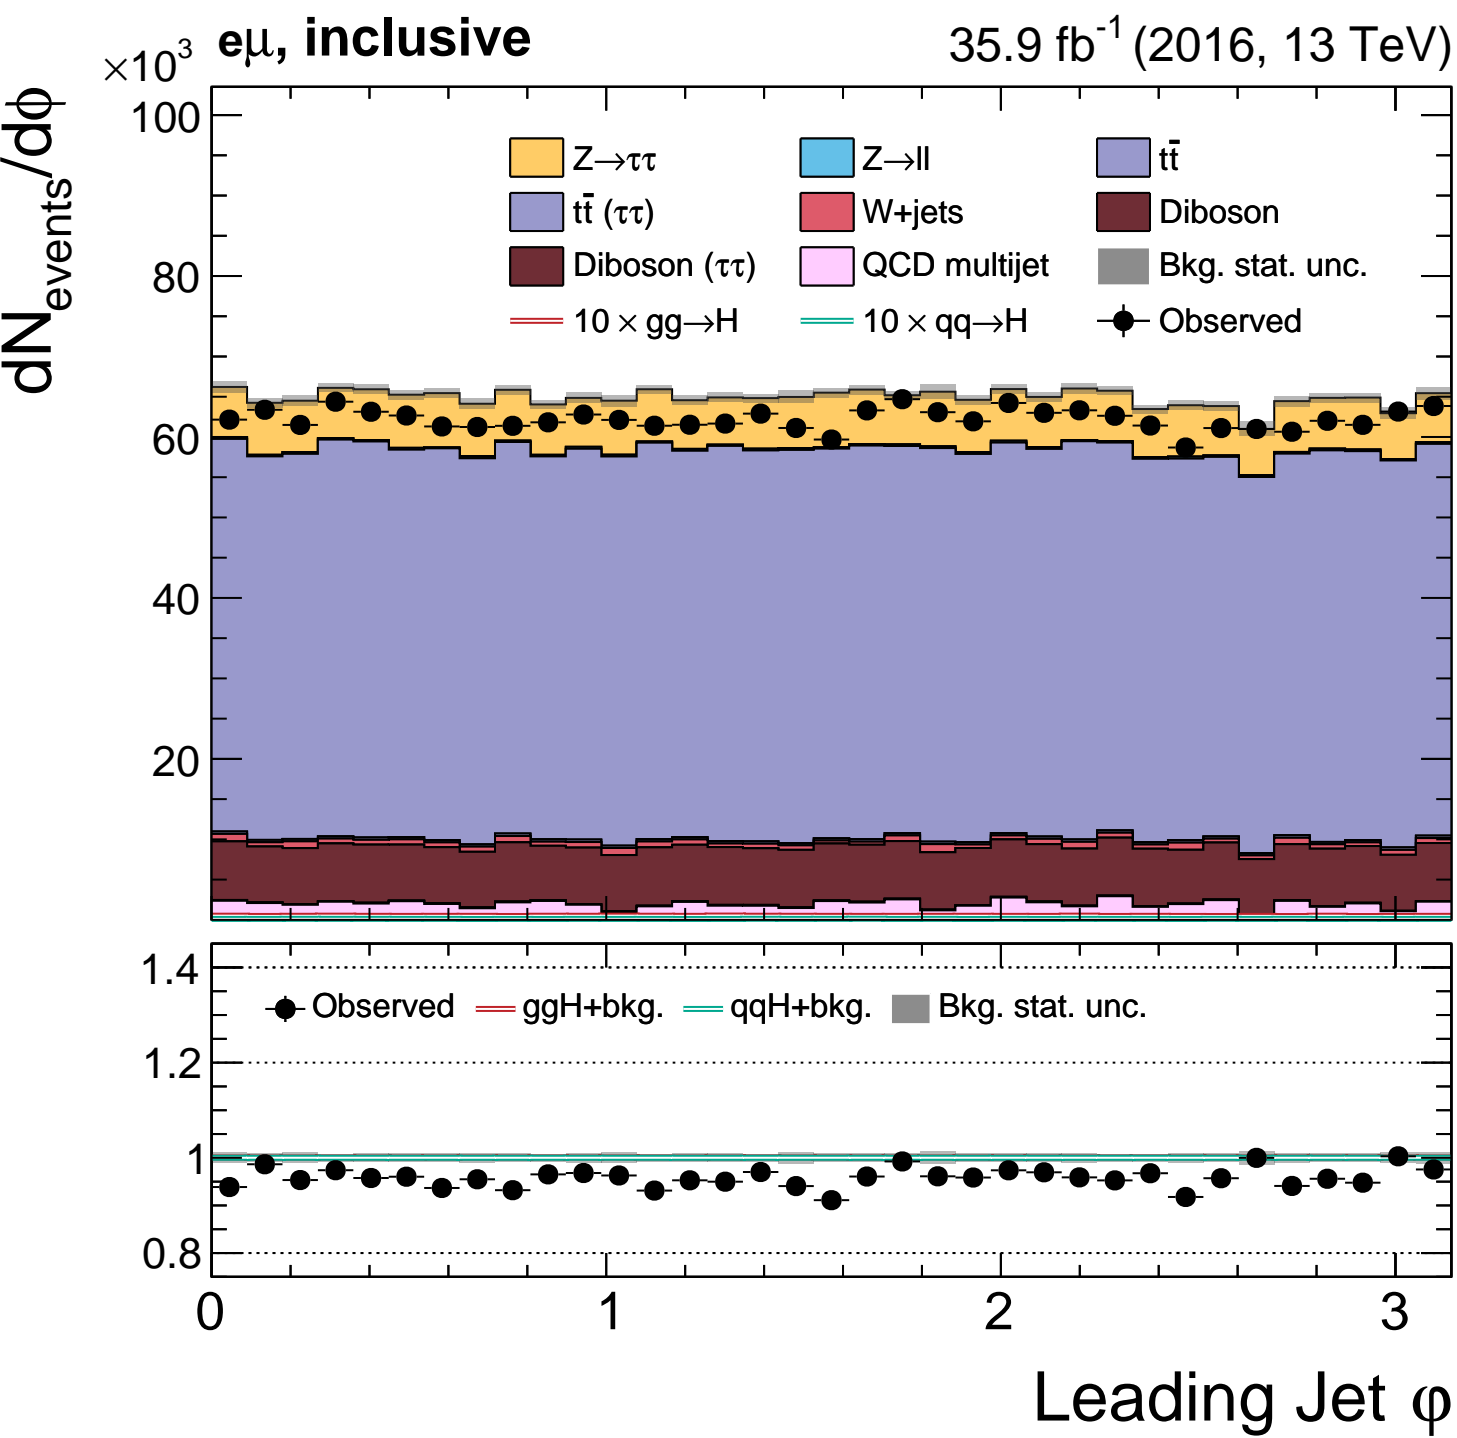 eμ, inclusive 35.9 fb⁻¹ (2016, 13 TeV)
×10³
dN_events/dϕ
100
80
60
40
20
Z→ττ Z→ll tt̄
tt̄ (ττ) W+jets Diboson
Diboson (ττ) QCD multijet Bkg. stat. unc.
10 × gg→H 10 × qq→H Observed
1.4
1.2
1
0.8
Observed ggH+bkg. qqH+bkg. Bkg. stat. unc.
0 1 2 3
Leading Jet φ